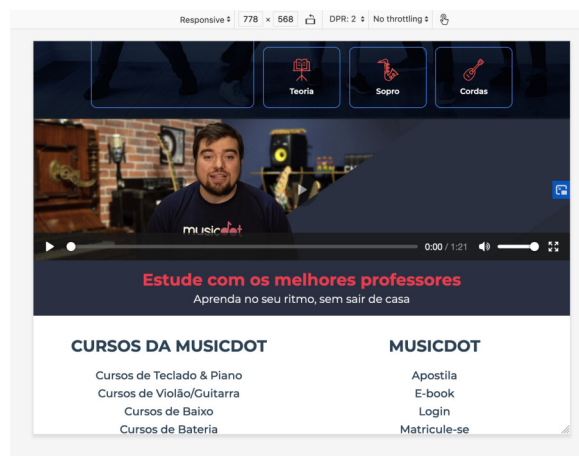 Responsive 778 × 568 DPR: 2 No throttling
Teoria Sopro Cordas
musicdot
0:00 / 1:21
Estude com os melhores professores
Aprenda no seu ritmo, sem sair de casa
CURSOS DA MUSICDOT
Cursos de Teclado & Piano
Cursos de Violão/Guitarra
Cursos de Baixo
Cursos de Bateria
MUSICDOT
Apostila
E-book
Login
Matricule-se